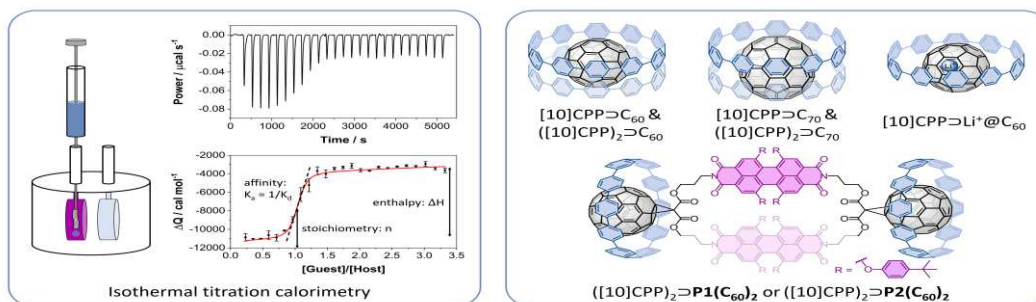 0.00
-0.02
-0.04
-0.06
-0.08
Power / μcal s⁻¹
0 1000 2000 3000 4000 5000
Time / s
-2000
-4000
-6000
-8000
-10000
-12000
ΔQ / cal mol⁻¹
affinity:
Kₐ = 1/K_d
enthalpy: ΔH
stoichiometry: n
0.0 0.5 1.0 1.5 2.0 2.5 3.0 3.5
[Guest]/[Host]
Isothermal titration calorimetry
[10]CPP⊃C₆₀ &
([10]CPP)₂⊃C₆₀
[10]CPP⊃C₇₀ &
([10]CPP)₂⊃C₇₀
Li⁺
[10]CPP⊃Li⁺@C₆₀
R R
O O
N N
O O
R R
O O
O O
O O
O O
R R
O O
N N
O O
R R
R = O
([10]CPP)₂⊃P1(C₆₀)₂ or ([10]CPP)₂⊃P2(C₆₀)₂